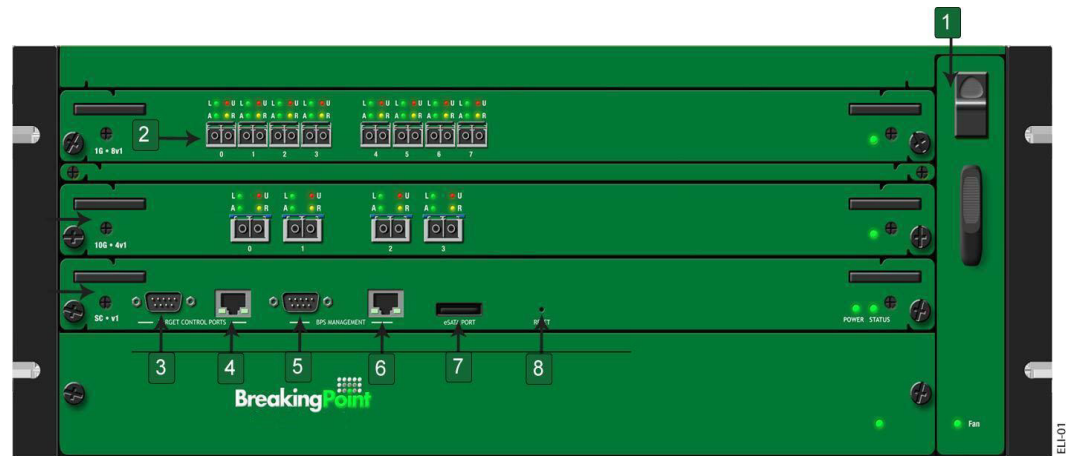 1
L U L U L U L U L U L U L U L U
A R A R A R A R A R A R A R A R
2
0 1 2 3 4 5 6 7
1G • 8v1
L U L U L U L U
A R A R A R A R
10G • 4v1
0 1 2 3
SC • v1
RGET CONTROL PORTS
BPS MANAGEMENT
eSATA PORT
POWER STATUS
3 4 5 6 7 8
BreakingPoint
Fan
ELI-01